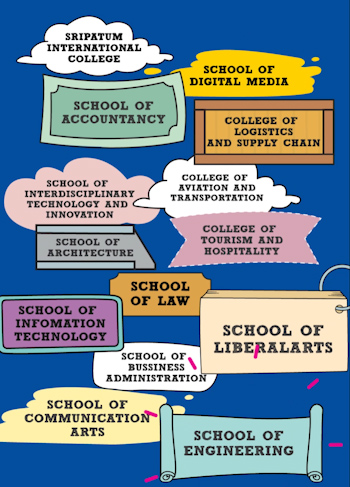 SRIPATUM
INTERNATIONAL
COLLEGE
SCHOOL OF
DIGITAL MEDIA
SCHOOL OF
ACCOUNTANCY
COLLEGE OF
LOGISTICS
AND SUPPLY CHAIN
SCHOOL OF
INTERDISCIPLINARY
TECHNOLOGY AND
INNOVATION
COLLEGE OF
AVIATION AND
TRANSPORTATION
SCHOOL OF
ARCHITECTURE
COLLEGE OF
TOURISM AND
HOSPITALITY
SCHOOL
OF LAW
SCHOOL OF
INFOMATION
TECHNOLOGY
SCHOOL OF
LIBERALARTS
SCHOOL OF
BUSSINESS
ADMINISTRATION
SCHOOL OF
COMMUNICATION
ARTS
SCHOOL OF
ENGINEERING